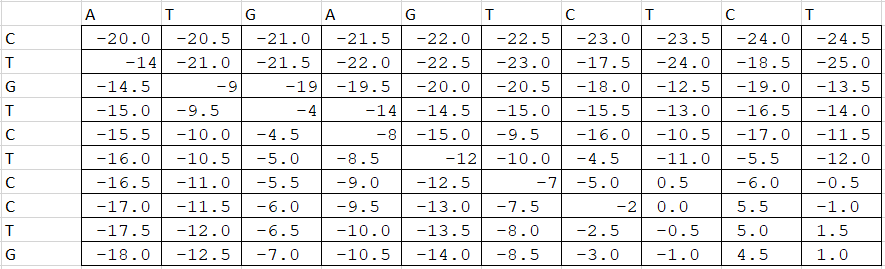 A T G A G T C T C T
C -20.0 -20.5 -21.0 -21.5 -22.0 -22.5 -23.0 -23.5 -24.0 -24.5
T -14 -21.0 -21.5 -22.0 -22.5 -23.0 -17.5 -24.0 -18.5 -25.0
G -14.5 -9 -19 -19.5 -20.0 -20.5 -18.0 -12.5 -19.0 -13.5
T -15.0 -9.5 -4 -14 -14.5 -15.0 -15.5 -13.0 -16.5 -14.0
C -15.5 -10.0 -4.5 -8 -15.0 -9.5 -16.0 -10.5 -17.0 -11.5
T -16.0 -10.5 -5.0 -8.5 -12 -10.0 -4.5 -11.0 -5.5 -12.0
C -16.5 -11.0 -5.5 -9.0 -12.5 -7 -5.0 0.5 -6.0 -0.5
C -17.0 -11.5 -6.0 -9.5 -13.0 -7.5 -2 0.0 5.5 -1.0
T -17.5 -12.0 -6.5 -10.0 -13.5 -8.0 -2.5 -0.5 5.0 1.5
G -18.0 -12.5 -7.0 -10.5 -14.0 -8.5 -3.0 -1.0 4.5 1.0